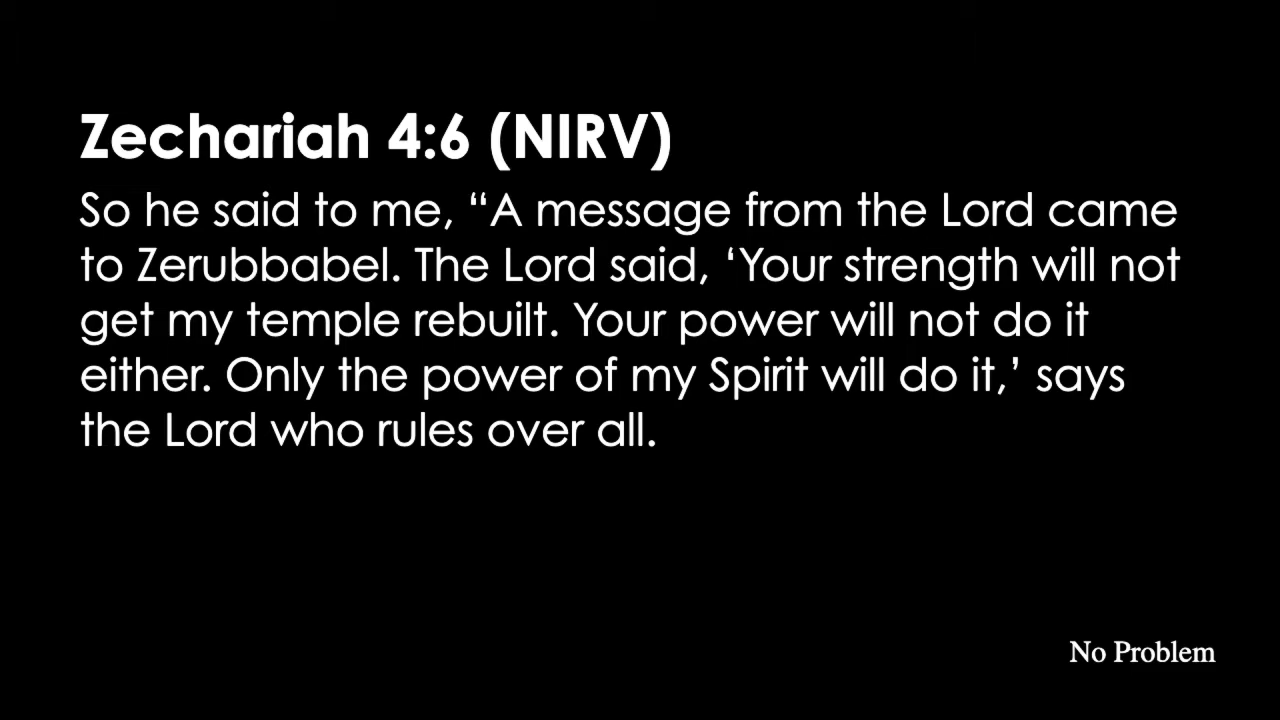 Zechariah 4:6 (NIRV)
So he said to me, “A message from the Lord came
to Zerubbabel. The Lord said, ‘Your strength will not
get my temple rebuilt. Your power will not do it
either. Only the power of my Spirit will do it,’ says
the Lord who rules over all.
No Problem